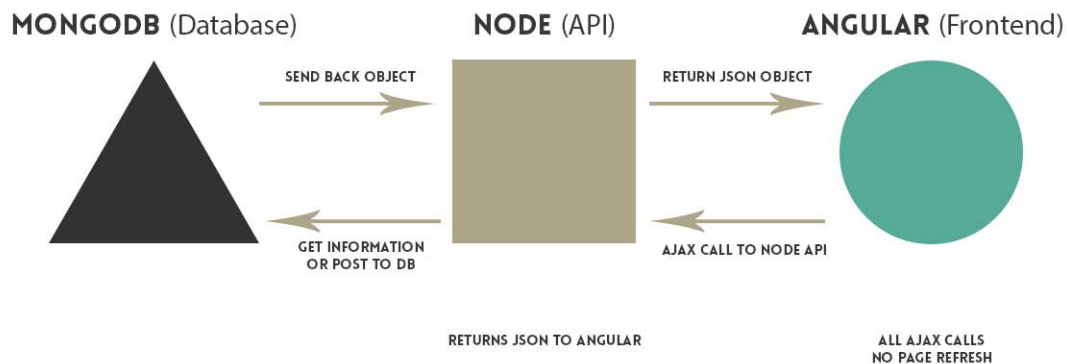 MONGODB (Database)
NODE (API)
ANGULAR (Frontend)
SEND BACK OBJECT
RETURN JSON OBJECT
GET INFORMATION
OR POST TO DB
AJAX CALL TO NODE API
RETURNS JSON TO ANGULAR
ALL AJAX CALLS
NO PAGE REFRESH